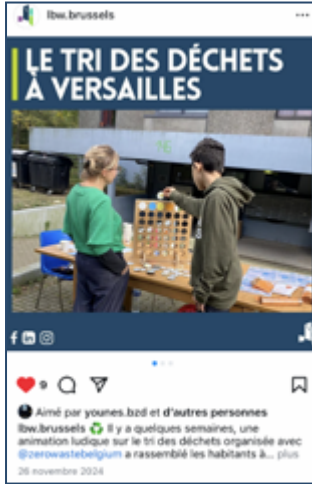 lbw.brussels
LE TRI DES DÉCHETS
À VERSAILLES
9
Aimé par younes.bzd et d'autres personnes
lbw.brussels Il y a quelques semaines, une
animation ludique sur le tri des déchets organisée avec
@zerowastebelgium a rassemblé les habitants à... plus
26 novembre 2024